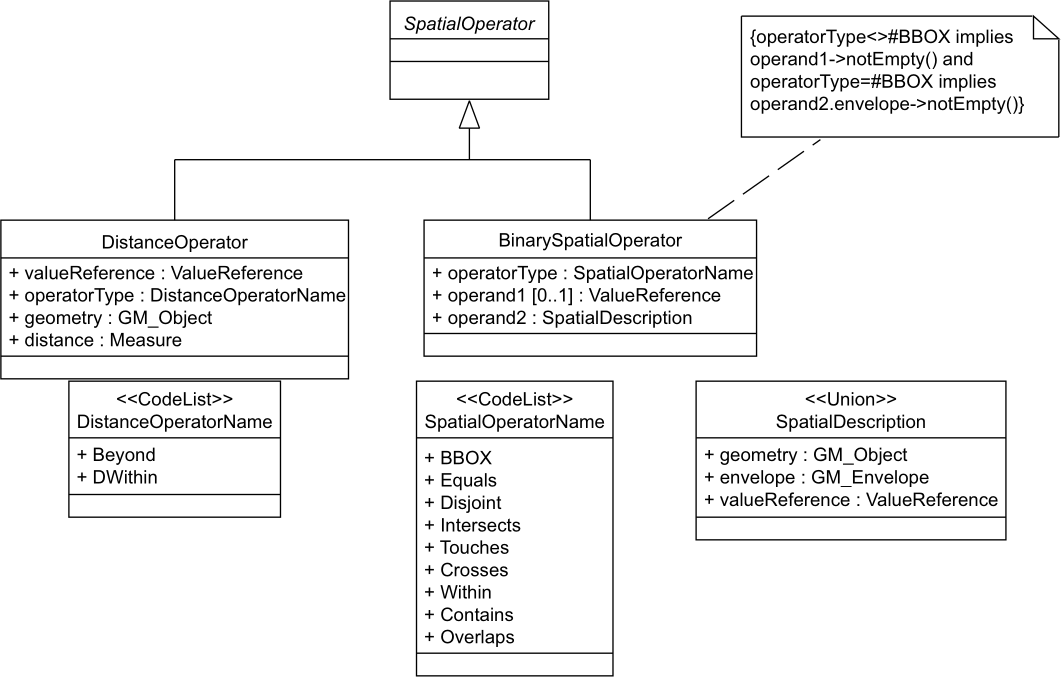 SpatialOperator
{operatorType<>#BBOX implies
operand1->notEmpty() and
operatorType=#BBOX implies
operand2.envelope->notEmpty()}
DistanceOperator
+ valueReference : ValueReference
+ operatorType : DistanceOperatorName
+ geometry : GM_Object
+ distance : Measure
BinarySpatialOperator
+ operatorType : SpatialOperatorName
+ operand1 [0..1] : ValueReference
+ operand2 : SpatialDescription
<<CodeList>>
DistanceOperatorName
+ Beyond
+ DWithin
<<CodeList>>
SpatialOperatorName
+ BBOX
+ Equals
+ Disjoint
+ Intersects
+ Touches
+ Crosses
+ Within
+ Contains
+ Overlaps
<<Union>>
SpatialDescription
+ geometry : GM_Object
+ envelope : GM_Envelope
+ valueReference : ValueReference